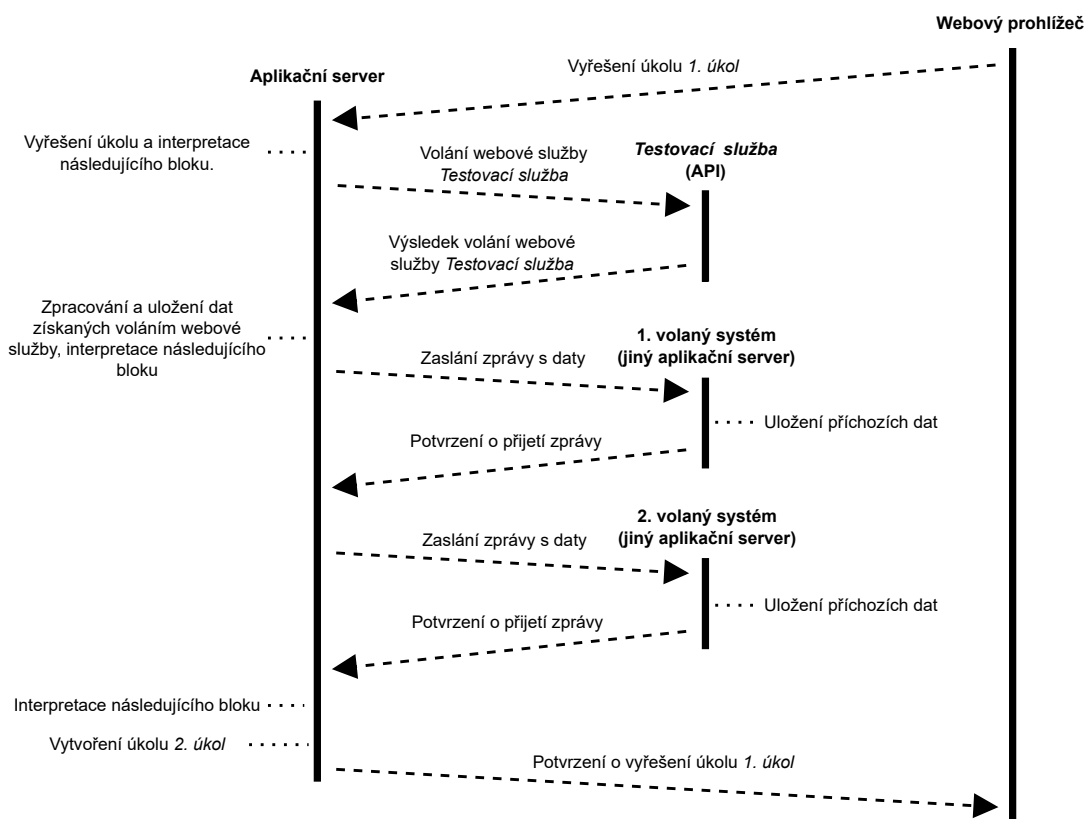 Webový prohlížeč
Aplikační server
Vyřešení úkolu 1. úkol
Vyřešení úkolu a interpretace
následujícího bloku.
Volání webové služby
Testovací služba
Testovací služba
(API)
Výsledek volání webové
služby Testovací služba
Zpracování a uložení dat
získaných voláním webové
služby, interpretace následujícího
bloku
1. volaný systém
(jiný aplikační server)
Zaslání zprávy s daty
Uložení příchozích dat
Potvrzení o přijetí zprávy
2. volaný systém
(jiný aplikační server)
Zaslání zprávy s daty
Uložení příchozích dat
Potvrzení o přijetí zprávy
Interpretace následujícího bloku
Vytvoření úkolu 2. úkol
Potvrzení o vyřešení úkolu 1. úkol